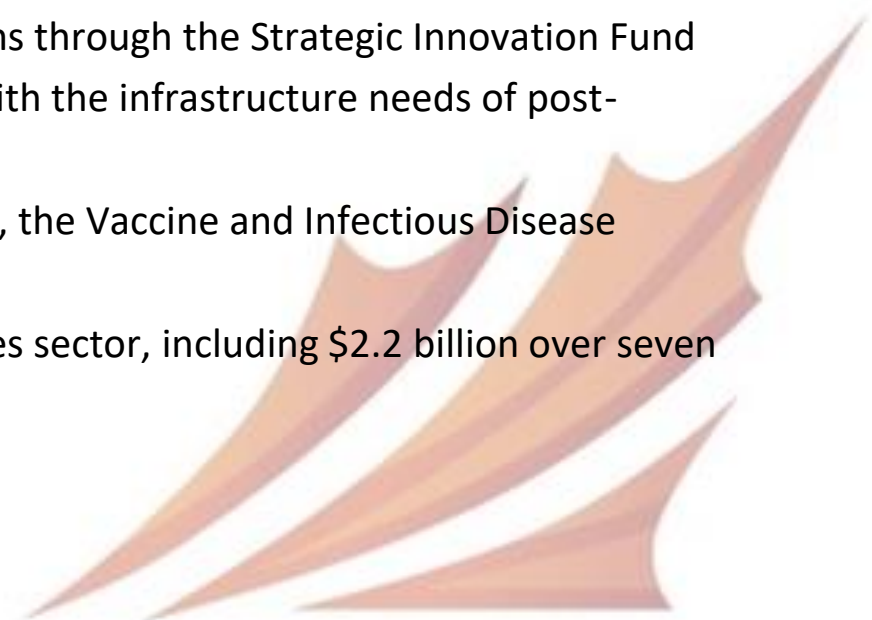 ns through the Strategic Innovation Fund
ith the infrastructure needs of post-
, the Vaccine and Infectious Disease
es sector, including $2.2 billion over seven